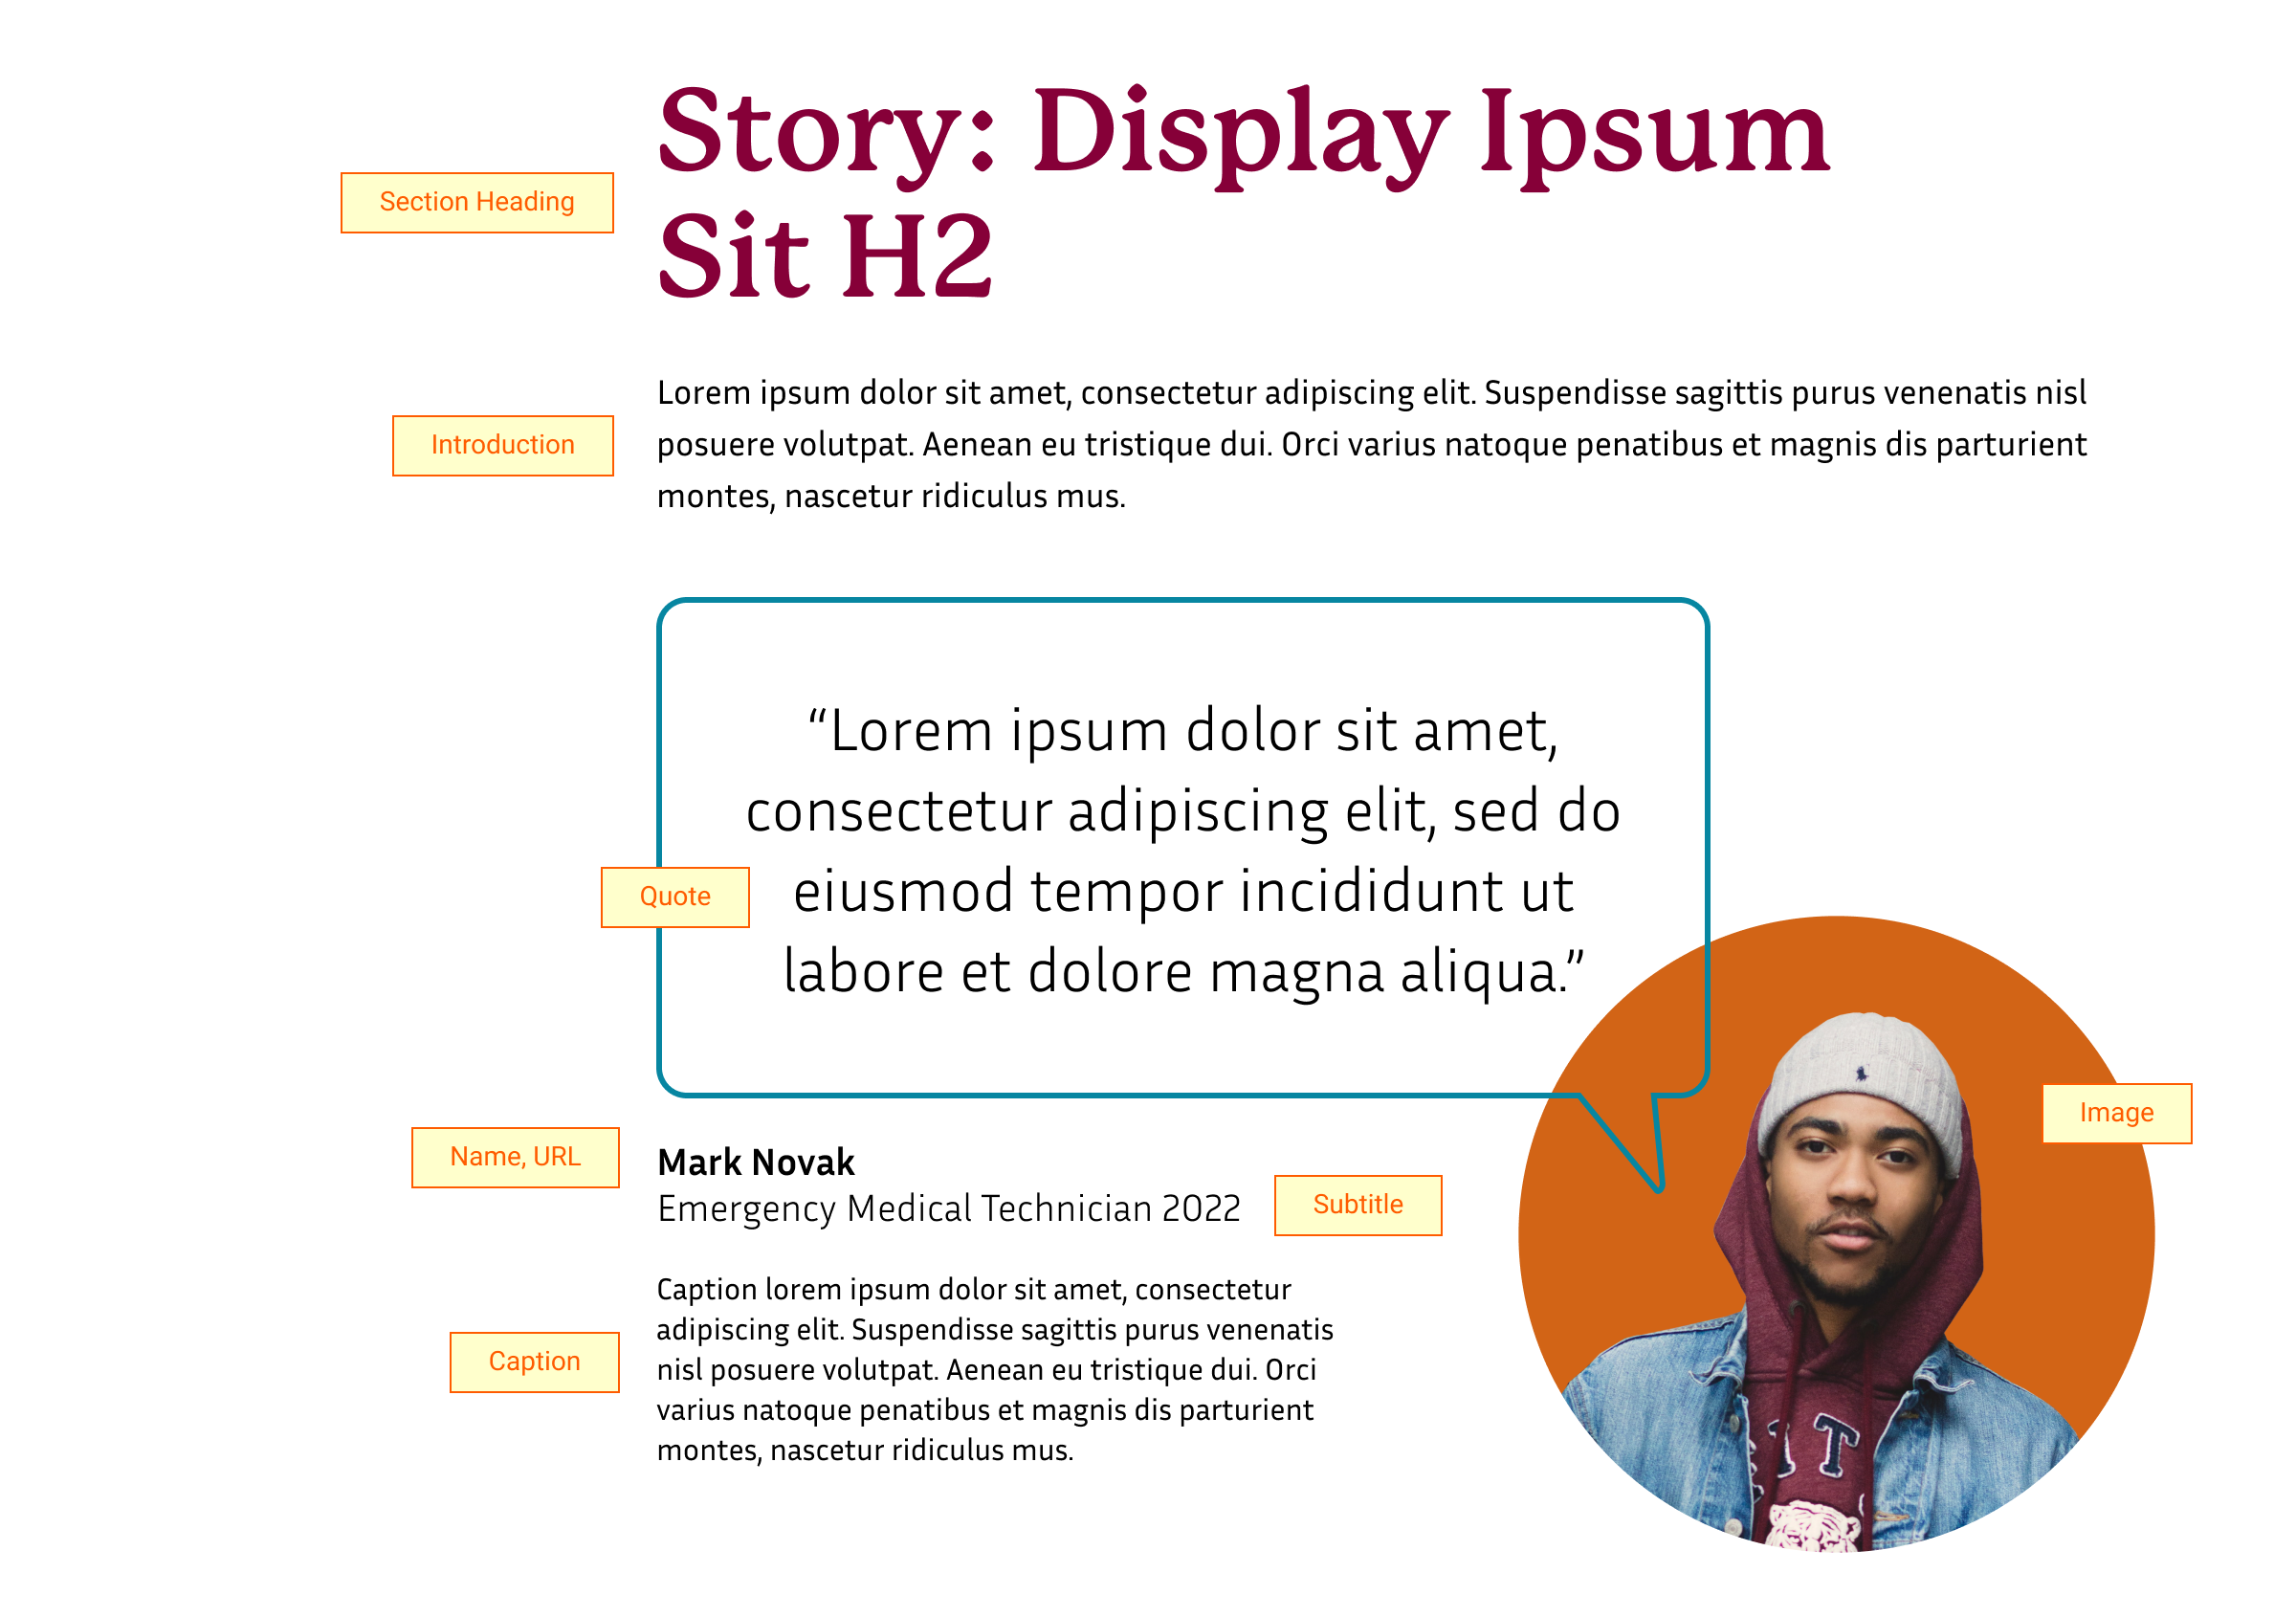 Story: Display Ipsum
Sit H2
Section Heading
Lorem ipsum dolor sit amet, consectetur adipiscing elit. Suspendisse sagittis purus venenatis nisl
posuere volutpat. Aenean eu tristique dui. Orci varius natoque penatibus et magnis dis parturient
montes, nascetur ridiculus mus.
Introduction
“Lorem ipsum dolor sit amet,
consectetur adipiscing elit, sed do
eiusmod tempor incididunt ut
labore et dolore magna aliqua.”
Quote
Image
Name, URL
Mark Novak
Emergency Medical Technician 2022
Subtitle
Caption lorem ipsum dolor sit amet, consectetur
adipiscing elit. Suspendisse sagittis purus venenatis
nisl posuere volutpat. Aenean eu tristique dui. Orci
varius natoque penatibus et magnis dis parturient
montes, nascetur ridiculus mus.
Caption